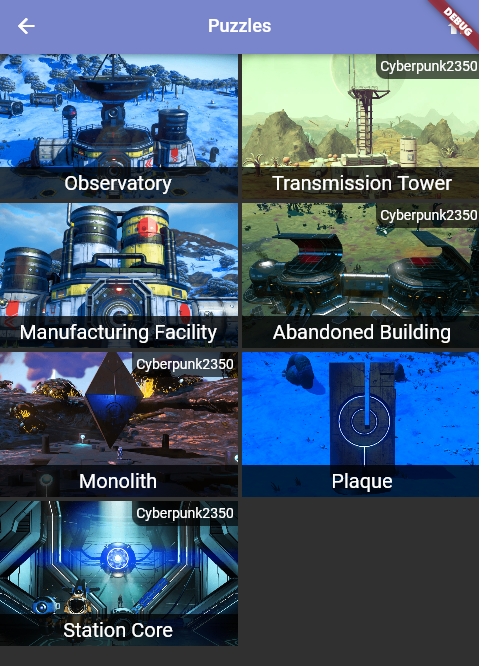 Puzzles
DEBUG
Observatory
Cyberpunk2350
Transmission Tower
Manufacturing Facility
Cyberpunk2350
Abandoned Building
Cyberpunk2350
Monolith
Plaque
Cyberpunk2350
Station Core